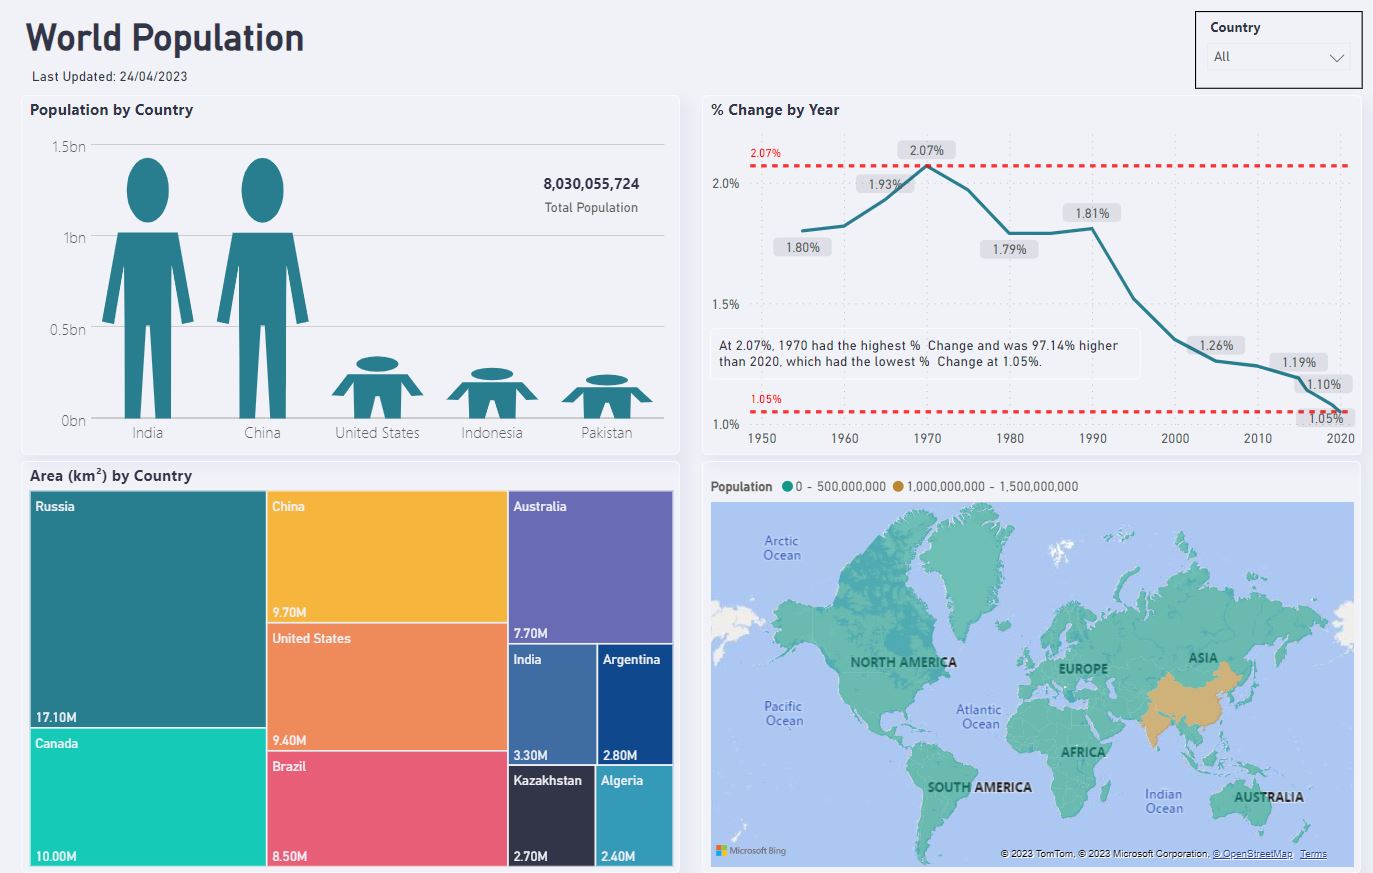 World Population
Last Updated: 24/04/2023
Country
All
Population by Country
1.5bn
1bn
0.5bn
0bn
8,030,055,724
Total Population
India
China
United States
Indonesia
Pakistan
% Change by Year
2.07%
2.0%
1.5%
1.0%
1.05%
2.07%
1.93%
1.80%
1.79%
1.81%
1.26%
1.19%
1.10%
1.05%
At 2.07%, 1970 had the highest % Change and was 97.14% higher
than 2020, which had the lowest % Change at 1.05%.
1950
1960
1970
1980
1990
2000
2010
2020
Area (km²) by Country
Russia
17.10M
Canada
10.00M
China
9.70M
United States
9.40M
Brazil
8.50M
Australia
7.70M
India
3.30M
Argentina
2.80M
Kazakhstan
2.70M
Algeria
2.40M
Population 0 - 500,000,000 1,000,000,000 - 1,500,000,000
Arctic
Ocean
NORTH AMERICA
EUROPE
ASIA
Pacific
Ocean
Atlantic
Ocean
AFRICA
SOUTH AMERICA
Indian
Ocean
AUSTRALIA
Microsoft Bing
© 2023 TomTom, © 2023 Microsoft Corporation, © OpenStreetMap Terms